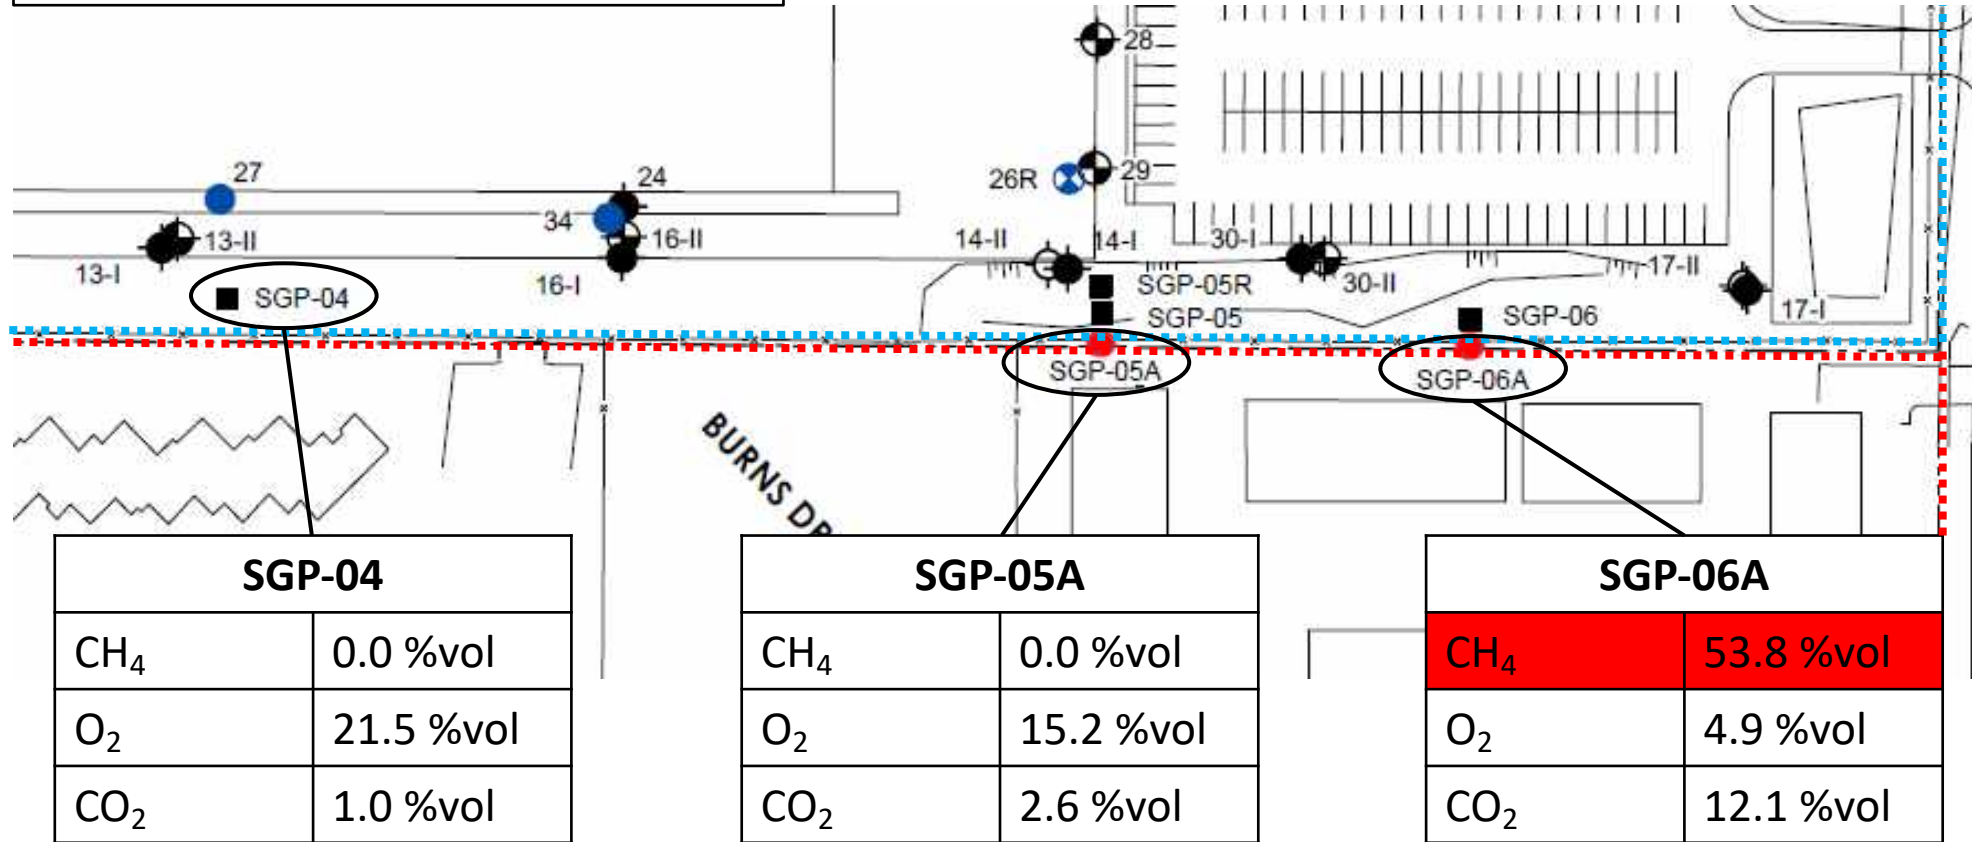 28
27
24
26R
29
34
13-II
16-II
14-II
14-I
30-I
17-II
13-I
16-I
30-II
SGP-04
SGP-05R
SGP-05
SGP-06
17-I
SGP-05A
SGP-06A
BURNS DR
SGP-04
CH₄ 0.0 %vol
O₂ 21.5 %vol
CO₂ 1.0 %vol
SGP-05A
CH₄ 0.0 %vol
O₂ 15.2 %vol
CO₂ 2.6 %vol
SGP-06A
CH₄ 53.8 %vol
O₂ 4.9 %vol
CO₂ 12.1 %vol